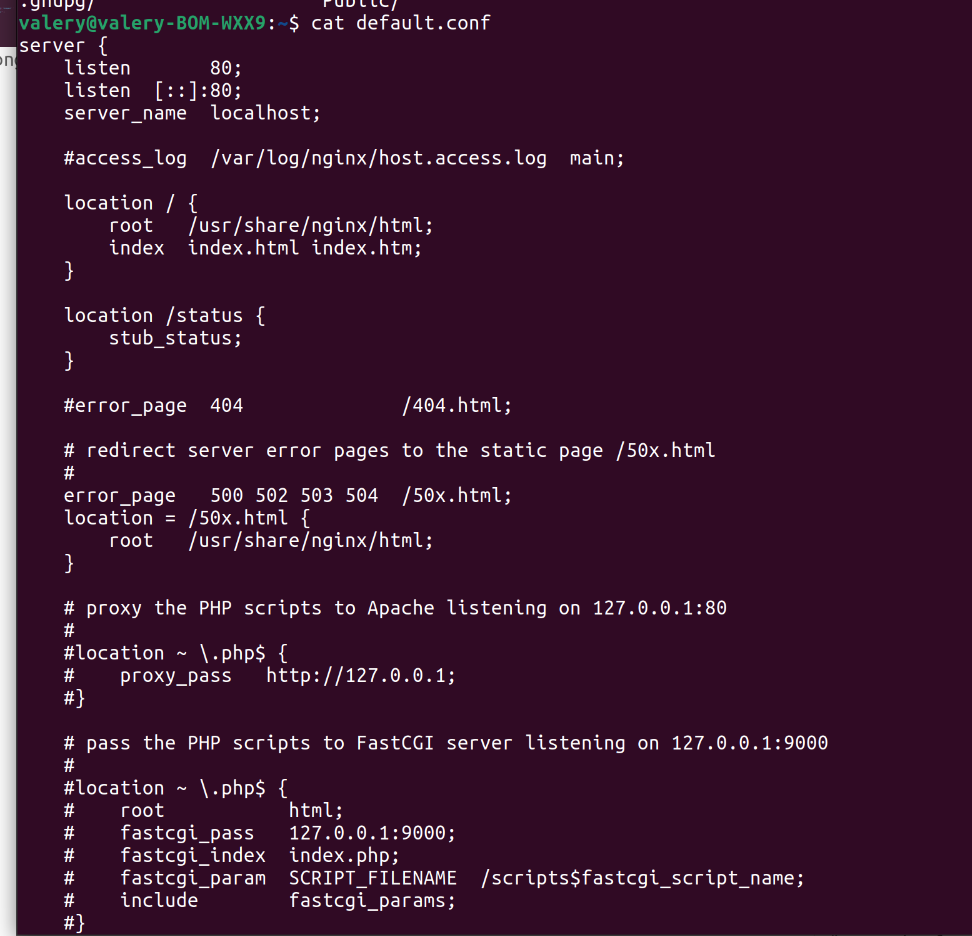 .gnupg/                    Public/
valery@valery-BOM-WXX9:~$ cat default.conf
server {
    listen       80;
    listen  [::]:80;
    server_name  localhost;

    #access_log  /var/log/nginx/host.access.log  main;

    location / {
        root   /usr/share/nginx/html;
        index  index.html index.htm;
    }

    location /status {
        stub_status;
    }

    #error_page  404              /404.html;

    # redirect server error pages to the static page /50x.html
    #
    error_page   500 502 503 504  /50x.html;
    location = /50x.html {
        root   /usr/share/nginx/html;
    }

    # proxy the PHP scripts to Apache listening on 127.0.0.1:80
    #
    #location ~ \.php$ {
    #    proxy_pass   http://127.0.0.1;
    #}

    # pass the PHP scripts to FastCGI server listening on 127.0.0.1:9000
    #
    #location ~ \.php$ {
    #    root           html;
    #    fastcgi_pass   127.0.0.1:9000;
    #    fastcgi_index  index.php;
    #    fastcgi_param  SCRIPT_FILENAME  /scripts$fastcgi_script_name;
    #    include        fastcgi_params;
    #}